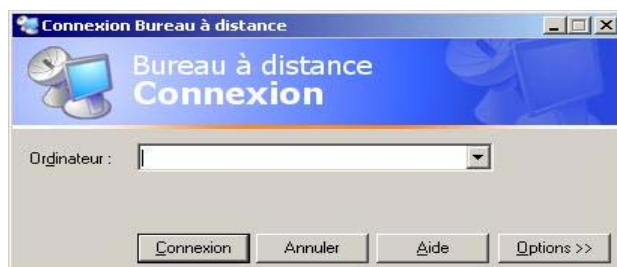 Connexion Bureau à distance
Bureau à distance
Connexion
Ordinateur :
Connexion
Annuler
Aide
Options >>